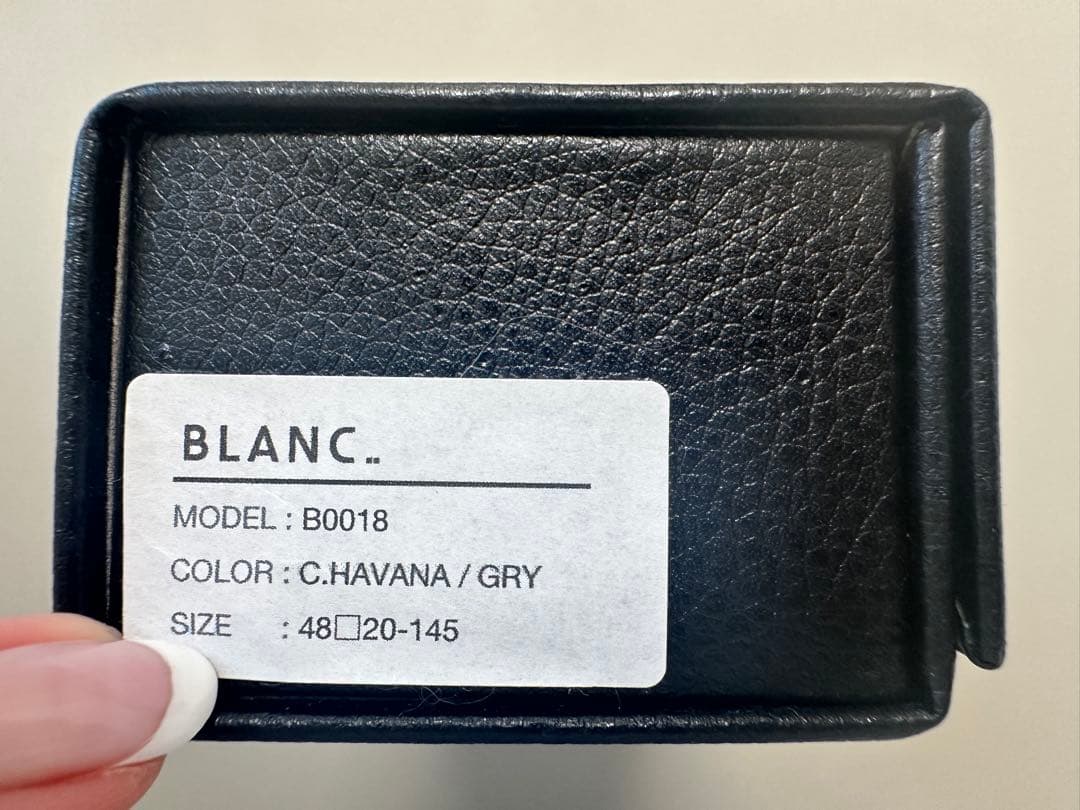 BLANC..
MODEL : B0018
COLOR : C.HAVANA / GRY
SIZE : 48□20-145